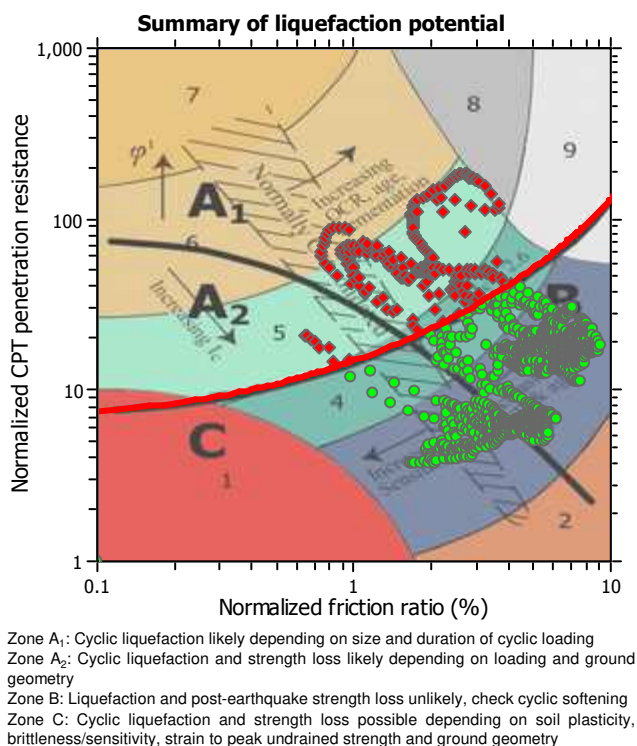 Summary of liquefaction potential
1,000
100
10
1
Normalized CPT penetration resistance
7
8
9
φ'
A1
Normally
Increasing
OCR, age,
cementation
6
A2
Increasing Ic
5
B
4
C
1
Increasing
Sensitivity
2
0.1
1
10
Normalized friction ratio (%)
Zone A1: Cyclic liquefaction likely depending on size and duration of cyclic loading
Zone A2: Cyclic liquefaction and strength loss likely depending on loading and ground
geometry
Zone B: Liquefaction and post-earthquake strength loss unlikely, check cyclic softening
Zone C: Cyclic liquefaction and strength loss possible depending on soil plasticity,
brittleness/sensitivity, strain to peak undrained strength and ground geometry